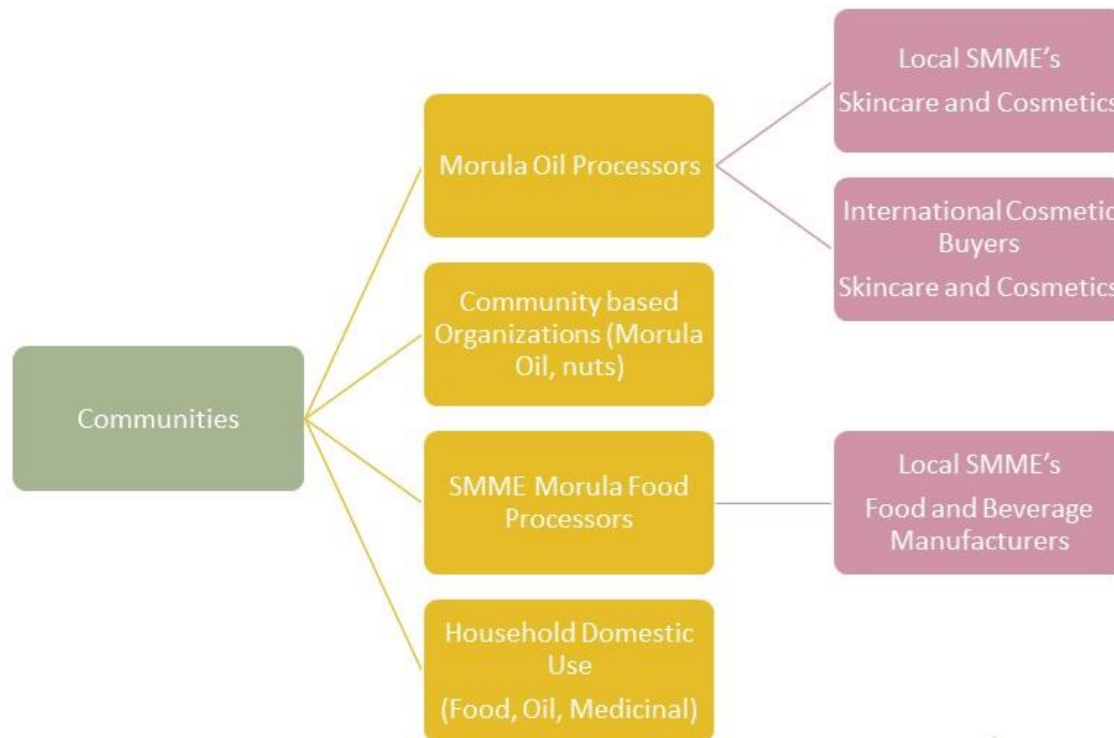 Communities
Morula Oil Processors
Community based
Organizations (Morula
Oil, nuts)
SMME Morula Food
Processors
Household Domestic
Use
(Food, Oil, Medicinal)
Local SMME's
Skincare and Cosmetics
International Cosmetic
Buyers
Skincare and Cosmetics
Local SMME's
Food and Beverage
Manufacturers